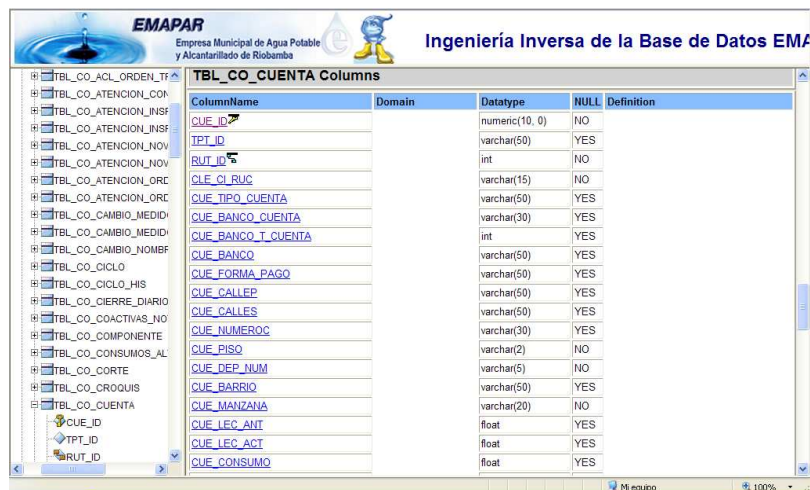 EMAPAR
Empresa Municipal de Agua Potable
y Alcantarillado de Riobamba
Ingeniería Inversa de la Base de Datos EMA
TBL_CO_ACL_ORDEN_TR
TBL_CO_ATENCION_CON
TBL_CO_ATENCION_INSF
TBL_CO_ATENCION_INSF
TBL_CO_ATENCION_NOV
TBL_CO_ATENCION_NOV
TBL_CO_ATENCION_ORD
TBL_CO_ATENCION_ORD
TBL_CO_CAMBIO_MEDID
TBL_CO_CAMBIO_MEDID
TBL_CO_CAMBIO_NOMBR
TBL_CO_CICLO
TBL_CO_CICLO_HIS
TBL_CO_CIERRE_DIARIO
TBL_CO_COACTIVAS_NO
TBL_CO_COMPONENTE
TBL_CO_CONSUMOS_AL
TBL_CO_CORTE
TBL_CO_CROQUIS
TBL_CO_CUENTA
CUE_ID
TPT_ID
RUT_ID
TBL_CO_CUENTA Columns
ColumnName Domain Datatype NULL Definition
CUE_ID numeric(10, 0) NO
TPT_ID varchar(50) YES
RUT_ID int NO
CLE_CI_RUC varchar(15) NO
CUE_TIPO_CUENTA varchar(50) YES
CUE_BANCO_CUENTA varchar(30) YES
CUE_BANCO_T_CUENTA int YES
CUE_BANCO varchar(50) YES
CUE_FORMA_PAGO varchar(50) YES
CUE_CALLEP varchar(50) YES
CUE_CALLES varchar(50) YES
CUE_NUMEROC varchar(30) YES
CUE_PISO varchar(2) NO
CUE_DEP_NUM varchar(5) NO
CUE_BARRIO varchar(50) YES
CUE_MANZANA varchar(20) NO
CUE_LEC_ANT float YES
CUE_LEC_ACT float YES
CUE_CONSUMO float YES
Mi equipo 100%